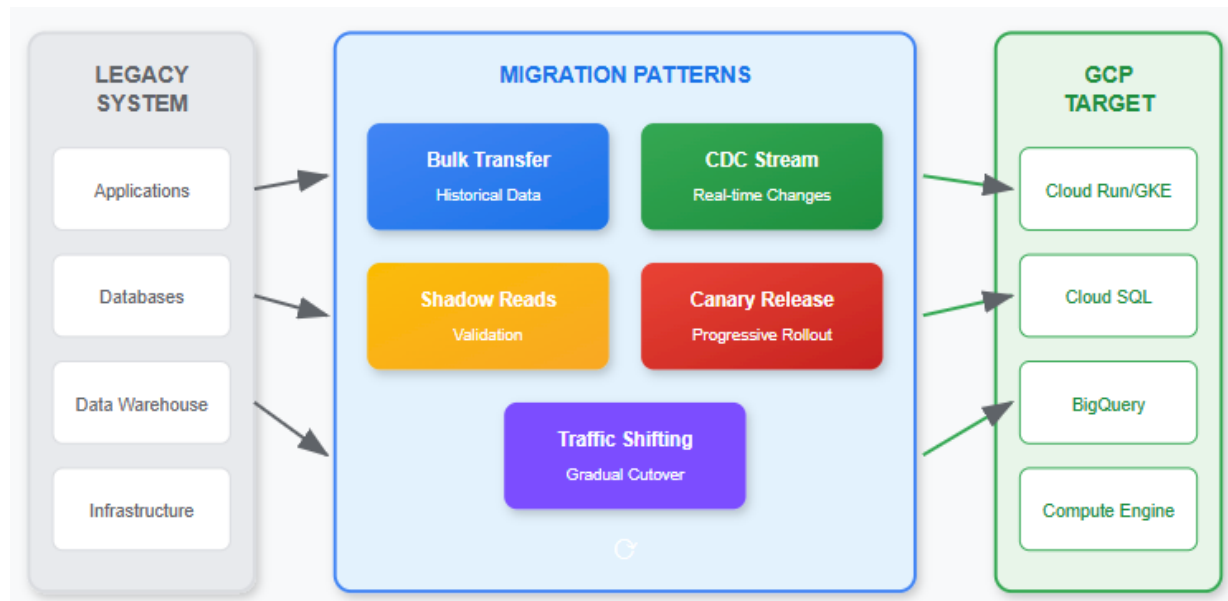 LEGACY
SYSTEM
Applications
Databases
Data Warehouse
Infrastructure
MIGRATION PATTERNS
Bulk Transfer
Historical Data
CDC Stream
Real-time Changes
Shadow Reads
Validation
Canary Release
Progressive Rollout
Traffic Shifting
Gradual Cutover
GCP
TARGET
Cloud Run/GKE
Cloud SQL
BigQuery
Compute Engine